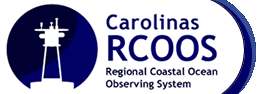 Carolinas
RCOOS
Regional Coastal Ocean
Observing System